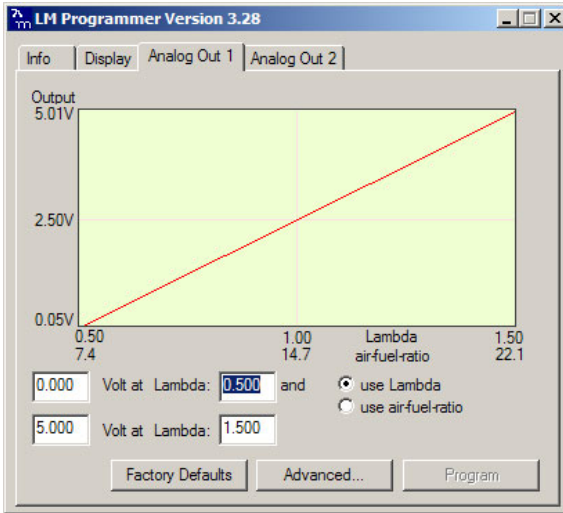 LM Programmer Version 3.28
Info Display Analog Out 1 Analog Out 2
Output
5.01V
2.50V
0.05V
0.50 1.00 Lambda 1.50
7.4 14.7 air-fuel-ratio 22.1
0.000 Volt at Lambda: 0.500 and use Lambda
use air-fuel-ratio
5.000 Volt at Lambda: 1.500
Factory Defaults Advanced... Program